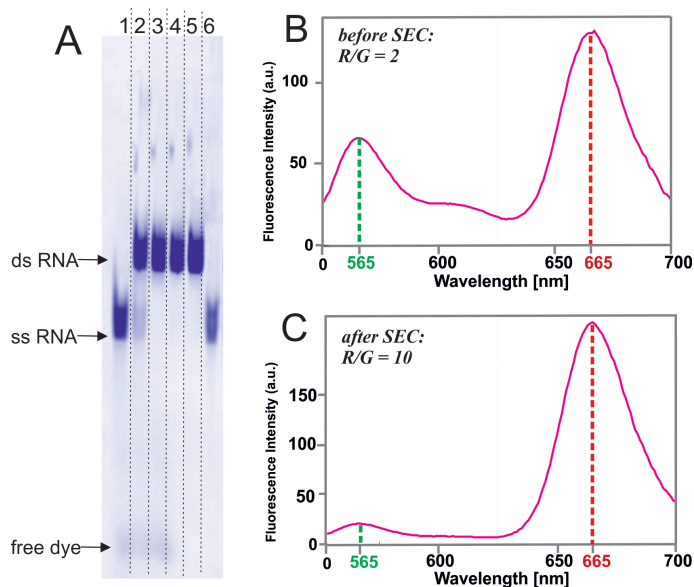 A
1 2 3 4 5 6
ds RNA
ss RNA
free dye
B
before SEC:
R/G = 2
Fluorescence Intensity (a.u.)
100
50
0
0 565 600 650 665 700
Wavelength [nm]
C
after SEC:
R/G = 10
Fluorescence Intensity (a.u.)
150
100
50
0
0 565 600 650 665 700
Wavelength [nm]